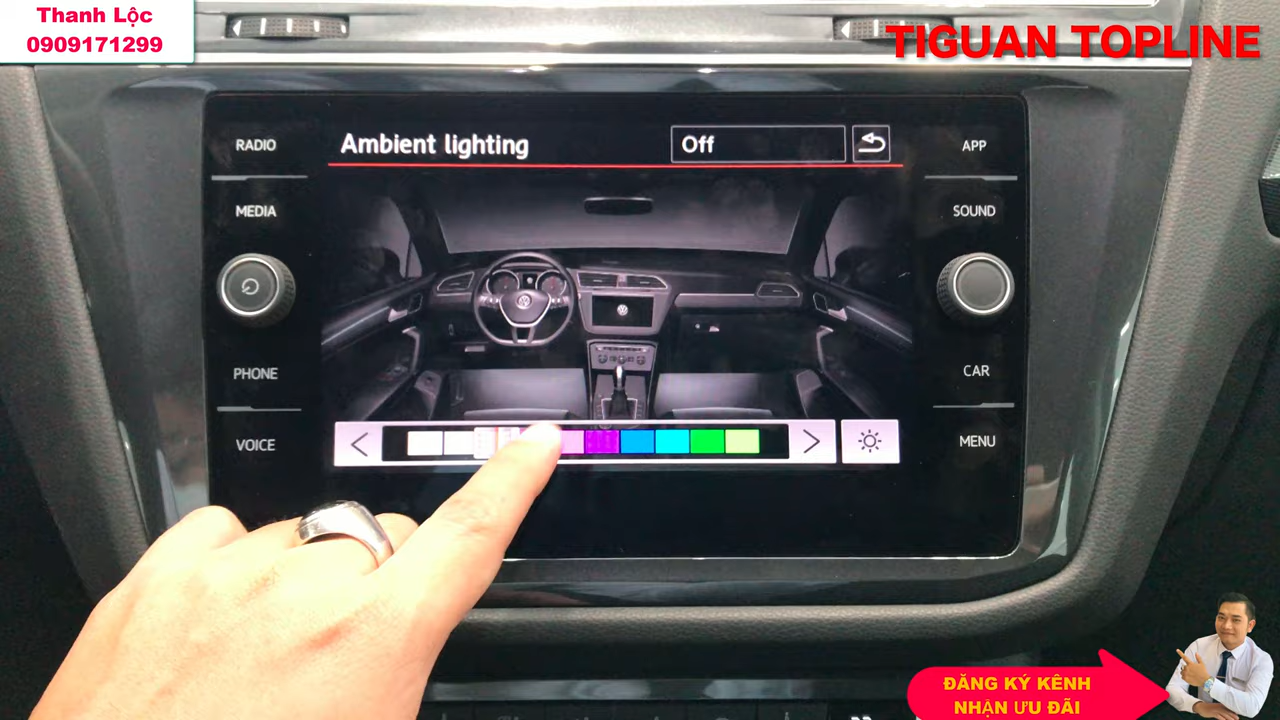 Thanh Lộc
0909171299
TIGUAN TOPLINE
RADIO
MEDIA
PHONE
VOICE
Ambient lighting
Off
APP
SOUND
CAR
MENU
ĐĂNG KÝ KÊNH
NHẬN ƯU ĐÃI